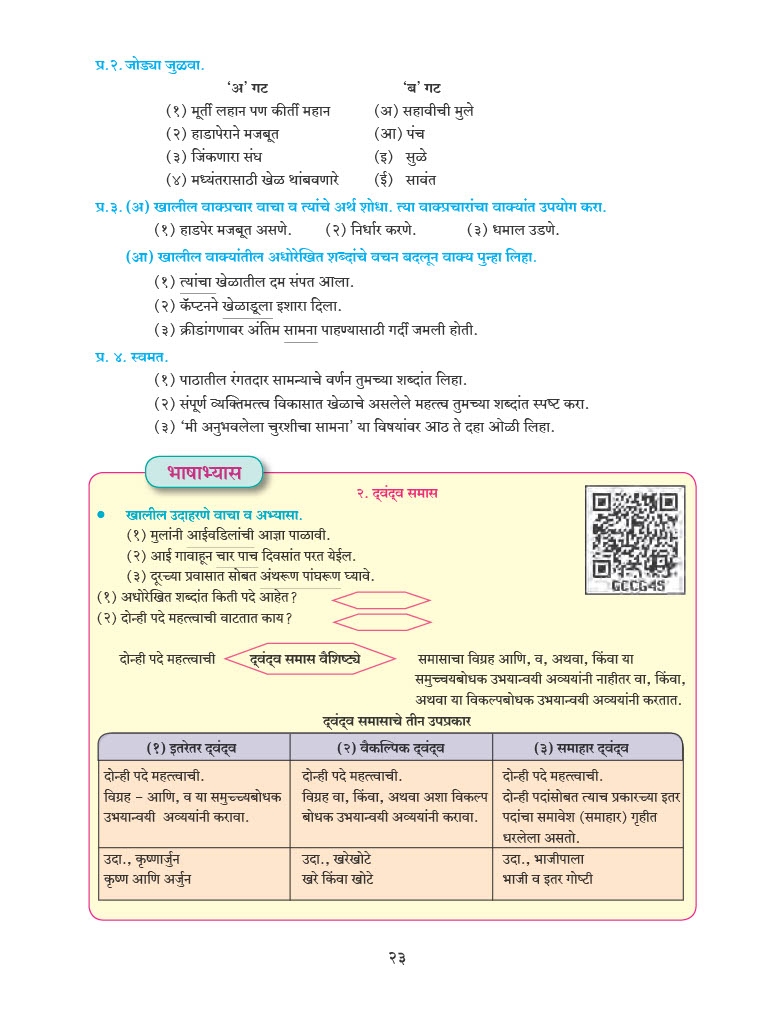 प्र.२. जोड्या जुळवा.
‘अ’ गट ‘ब’ गट
(१) मूर्ती लहान पण कीर्ती महान (अ) सहावीची मुले
(२) हाडापेराने मजबूत (आ) पंच
(३) जिंकणारा संघ (इ) सुळे
(४) मध्यंतरासाठी खेळ थांबवणारे (ई) सावंत
प्र.३. (अ) खालील वाक्प्रचार वाचा व त्यांचे अर्थ शोधा. त्या वाक्प्रचारांचा वाक्यांत उपयोग करा.
(१) हाडपेर मजबूत असणे. (२) निर्धार करणे. (३) धमाल उडणे.
(आ) खालील वाक्यांतील अधोरेखित शब्दांचे वचन बदलून वाक्य पुन्हा लिहा.
(१) त्यांचा खेळातील दम संपत आला.
(२) कॅप्टनने खेळाडूला इशारा दिला.
(३) क्रीडांगणावर अंतिम सामना पाहण्यासाठी गर्दी जमली होती.
प्र. ४. स्वमत.
(१) पाठातील रंगतदार सामन्याचे वर्णन तुमच्या शब्दांत लिहा.
(२) संपूर्ण व्यक्तिमत्त्व विकासात खेळाचे असलेले महत्त्व तुमच्या शब्दांत स्पष्ट करा.
(३) ‘मी अनुभवलेला चुरशीचा सामना’ या विषयांवर आठ ते दहा ओळी लिहा.
भाषाभ्यास
२. द्‌वंद्‌व समास
● खालील उदाहरणे वाचा व अभ्यासा.
(१) मुलांनी आईवडिलांची आज्ञा पाळावी.
(२) आई गावाहून चार पाच दिवसांत परत येईल.
(३) दूरच्या प्रवासात सोबत अंथरूण पांघरूण घ्यावे.
GCCG4S
(१) अधोरेखित शब्दांत किती पदे आहेत?
(२) दोन्ही पदे महत्वाची वाटतात काय?
दोन्ही पदे महत्वाची द्‌वंद्‌व समास वैशिष्ट्ये समासाचा विग्रह आणि, व, अथवा, किंवा या
समुच्चयबोधक उभयान्वयी अव्ययांनी नाहीतर वा, किंवा,
अथवा या विकल्पबोधक उभयान्वयी अव्ययांनी करतात.
द्‌वंद्‌व समासाचे तीन उपप्रकार
(१) इतरेतर द्‌वंद्‌व (२) वैकल्पिक द्‌वंद्‌व (३) समाहार द्‌वंद्‌व
दोन्ही पदे महत्वाची. दोन्ही पदे महत्त्वाची. दोन्ही पदे महत्त्वाची.
विग्रह – आणि, व या समुच्च्यबोधक विग्रह वा, किंवा, अथवा अशा विकल्प दोन्ही पदांसोबत त्याच प्रकारच्या इतर
उभयान्वयी अव्ययांनी करावा. बोधक उभयान्वयी अव्ययांनी करावा. पदांचा समावेश (समाहार) गृहीत
धरलेला असतो.
उदा., कृष्णार्जुन उदा., खरेखोटे उदा., भाजीपाला
कृष्ण आणि अर्जुन खरे किंवा खोटे भाजी व इतर गोष्टी
२३